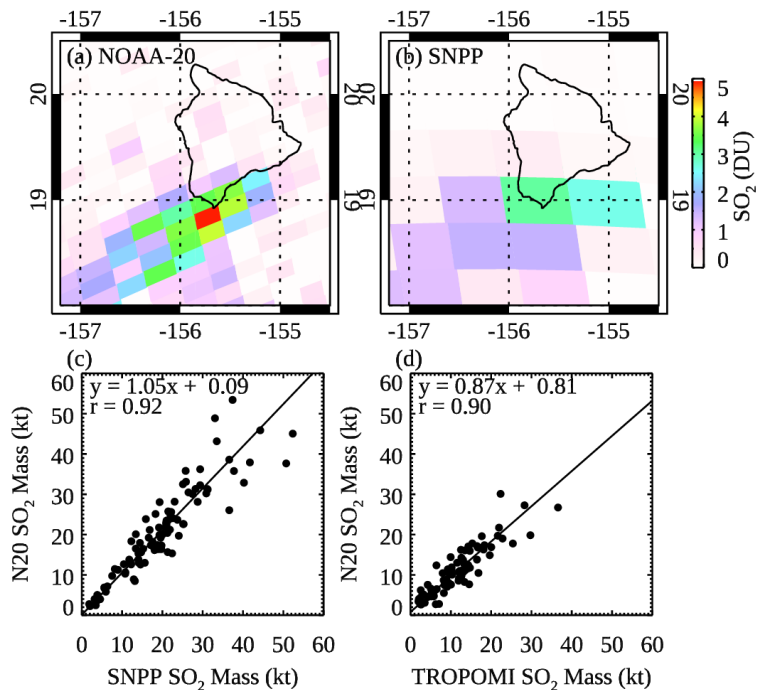 -157 -156 -155 -157 -156 -155
(a) NOAA-20 (b) SNPP
20 20 20
19 19 19
-157 -156 -155 -157 -156 -155
5
4
3
2
1
0
SO2 (DU)
(c) (d)
60
50
40
30
20
10
0
N20 SO2 Mass (kt)
y = 1.05x + 0.09
r = 0.92
0 10 20 30 40 50 60
SNPP SO2 Mass (kt)
60
50
40
30
20
10
0
N20 SO2 Mass (kt)
y = 0.87x + 0.81
r = 0.90
0 10 20 30 40 50 60
TROPOMI SO2 Mass (kt)